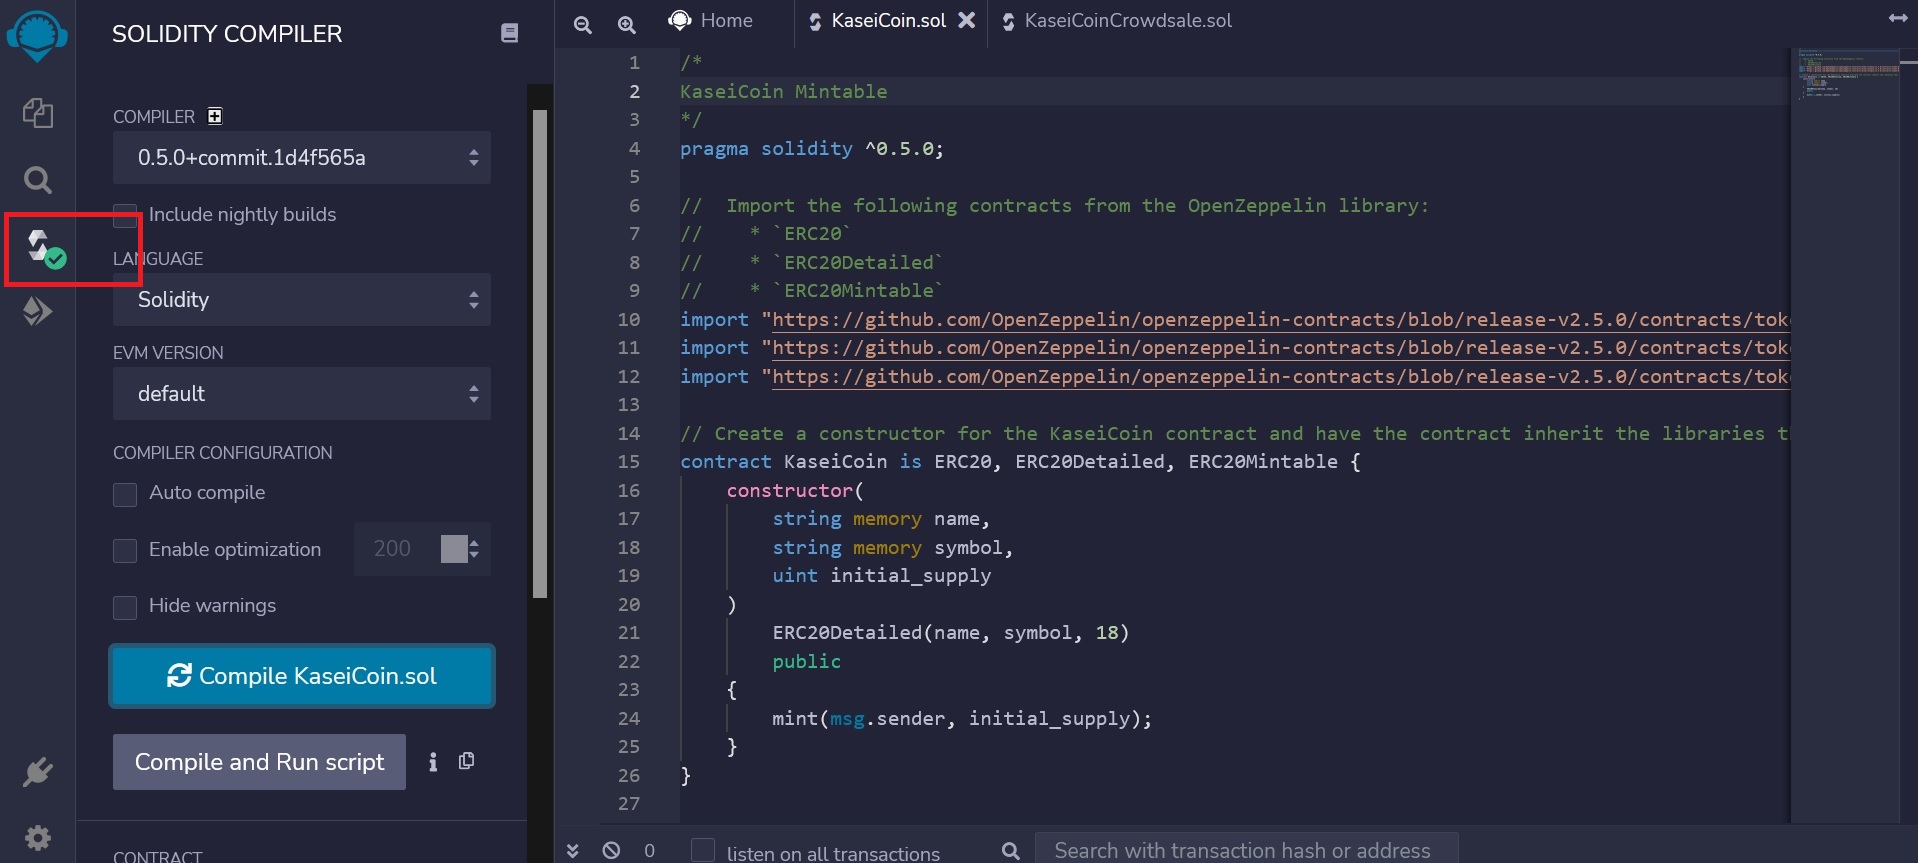 SOLIDITY COMPILER
COMPILER
0.5.0+commit.1d4f565a
Include nightly builds
LANGUAGE
Solidity
EVM VERSION
default
COMPILER CONFIGURATION
Auto compile
Enable optimization
200
Hide warnings
Compile KaseiCoin.sol
Compile and Run script
CONTRACT
Home
KaseiCoin.sol
KaseiCoinCrowdsale.sol
1 /*
2 KaseiCoin Mintable
3 */
4 pragma solidity ^0.5.0;
5
6 //  Import the following contracts from the OpenZeppelin library:
7 //    * `ERC20`
8 //    * `ERC20Detailed`
9 //    * `ERC20Mintable`
10 import "https://github.com/OpenZeppelin/openzeppelin-contracts/blob/release-v2.5.0/contracts/tok
11 import "https://github.com/OpenZeppelin/openzeppelin-contracts/blob/release-v2.5.0/contracts/tok
12 import "https://github.com/OpenZeppelin/openzeppelin-contracts/blob/release-v2.5.0/contracts/tok
13
14 // Create a constructor for the KaseiCoin contract and have the contract inherit the libraries
15 contract KaseiCoin is ERC20, ERC20Detailed, ERC20Mintable {
16     constructor(
17         string memory name,
18         string memory symbol,
19         uint initial_supply
20     )
21         ERC20Detailed(name, symbol, 18)
22         public
23     {
24         mint(msg.sender, initial_supply);
25     }
26 }
27
0
listen on all transactions
Search with transaction hash or address